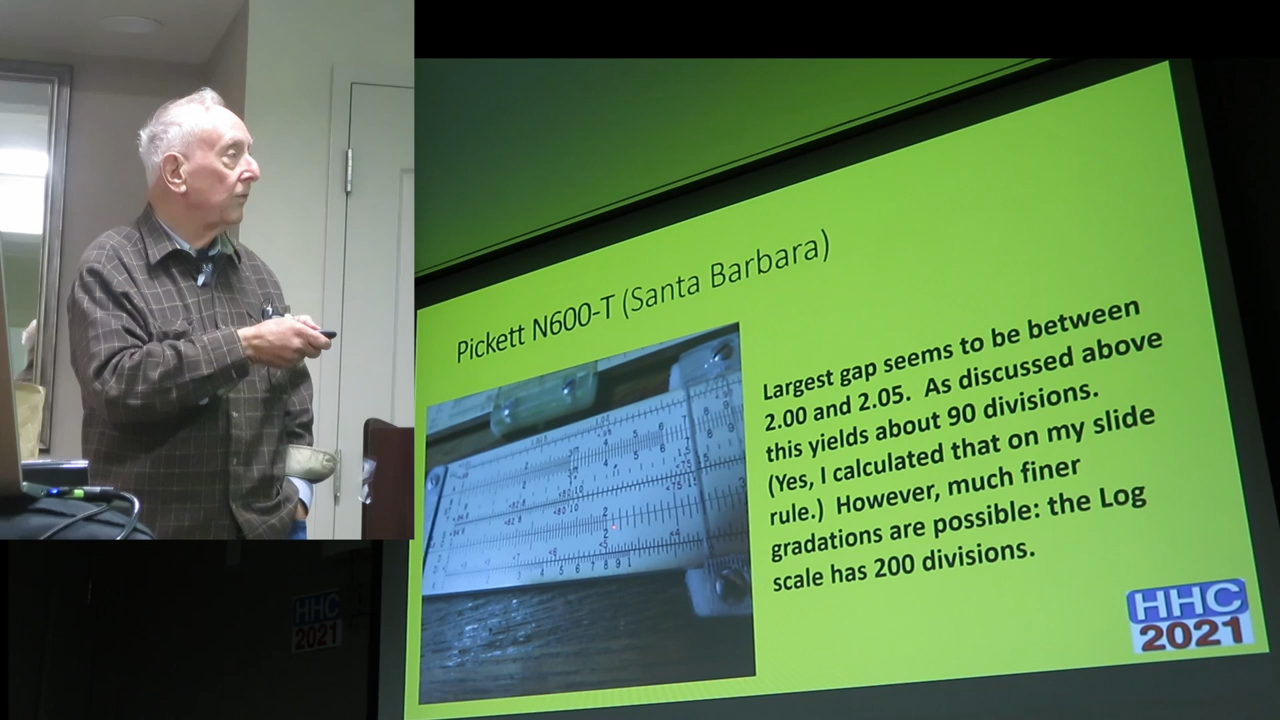 Pickett N600-T (Santa Barbara)
Largest gap seems to be between
2.00 and 2.05. As discussed above
this yields about 90 divisions.
(Yes, I calculated that on my slide
rule.) However, much finer
gradations are possible: the Log
scale has 200 divisions.
HHC
2021
HHC
2021